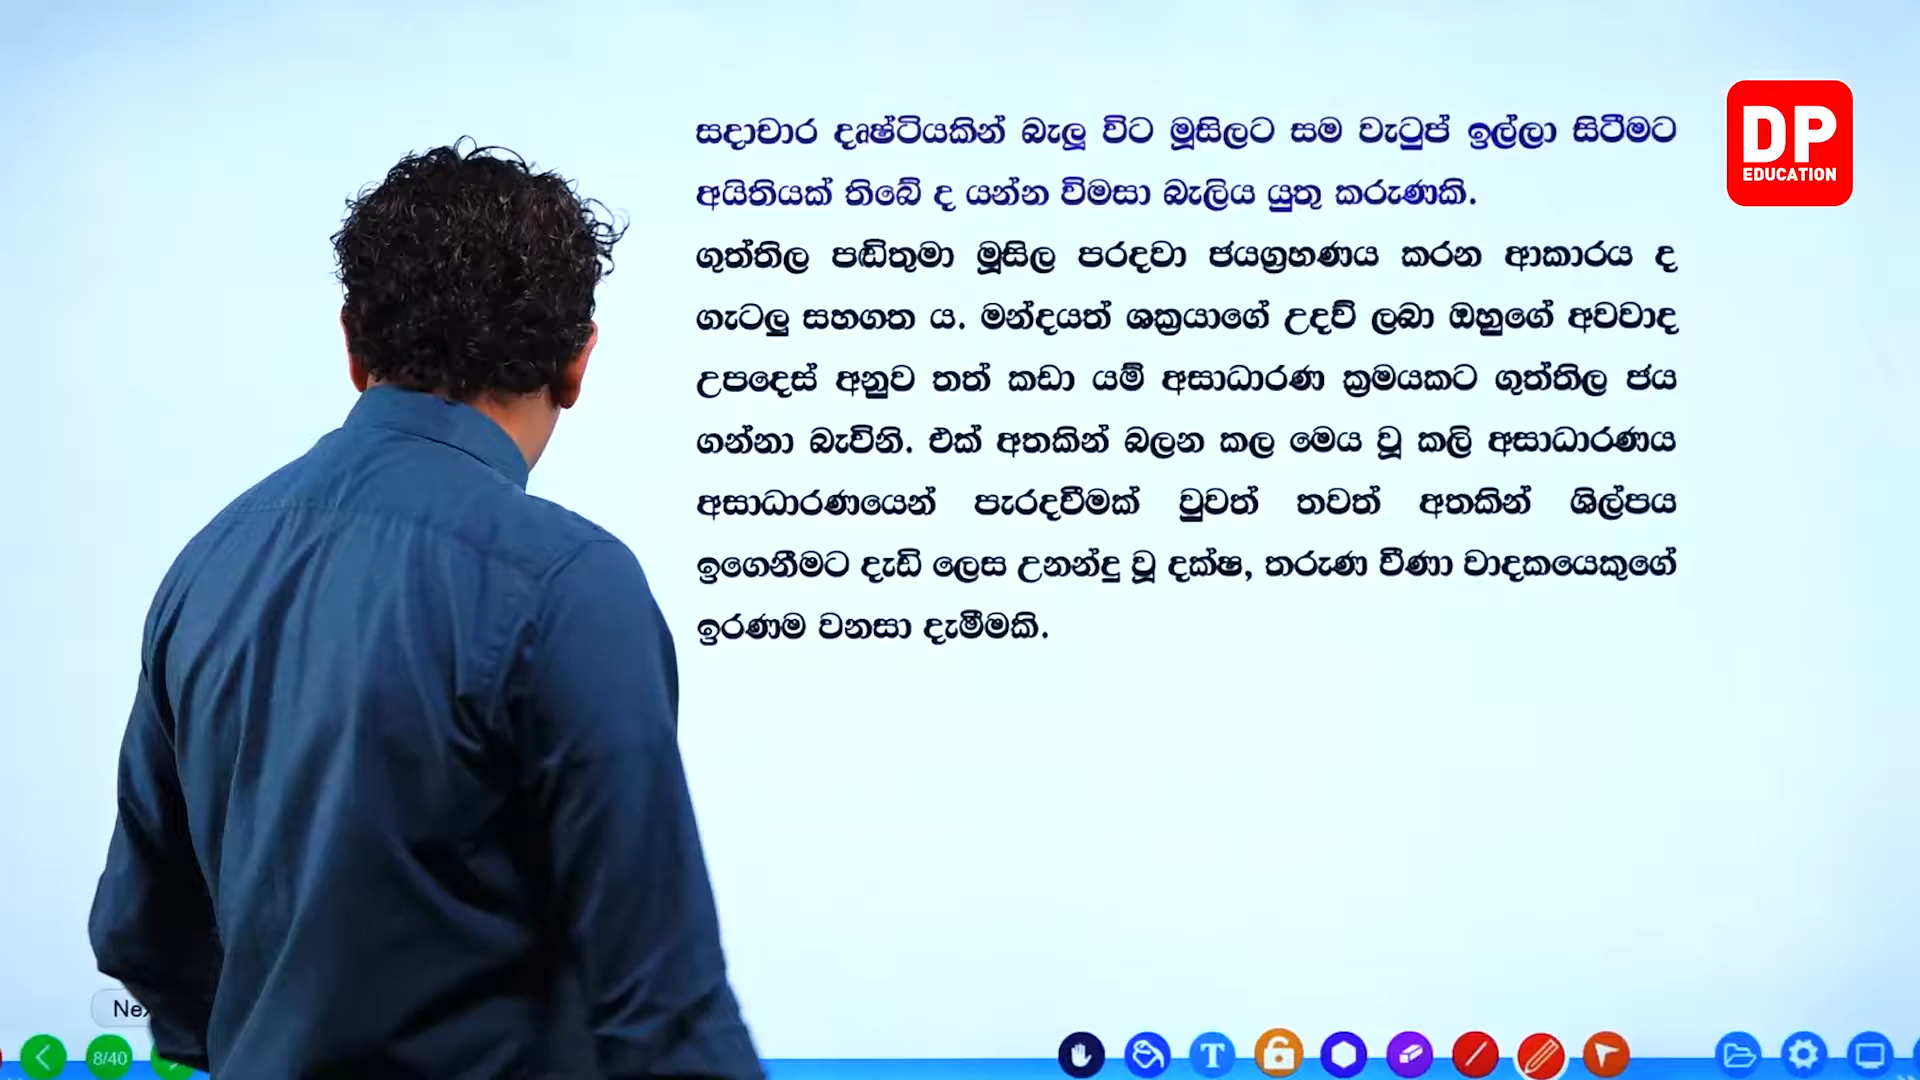 සදාචාර දෘෂ්ටියකින් බැලූ විට මූසිලට සම වැටුප් ඉල්ලා සිටීමට
අයිතියක් තිබේ ද යන්න විමසා බැලිය යුතු කරුණකි.
ගුත්තිල පඬිතුමා මූසිල පරදවා ජයග්‍රහණය කරන ආකාරය ද
ගැටලු සහගත ය. මන්දයත් ශක්‍රයාගේ උදව් ලබා ඔහුගේ අවවාද
උපදෙස් අනුව තත් කඩා යම් අසාධාරණ ක්‍රමයකට ගුත්තිල ජය
ගන්නා බැවිනි. එක් අතකින් බලන කල මෙය වූ කලි අසාධාරණය
අසාධාරණයෙන් පැරදවීමක් වුවත් තවත් අතකින් ශිල්පය
ඉගෙනීමට දැඩි ලෙස උනන්දු වූ දක්ෂ, තරුණ වීණා වාදකයෙකුගේ
ඉරණම වනසා දැමීමකි.
DP
EDUCATION
8/40
T